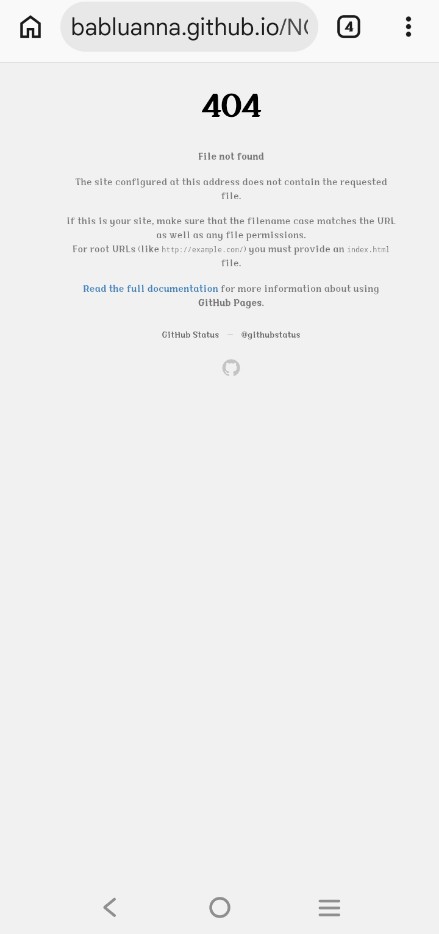 babluanna.github.io/N
4
404
File not found
The site configured at this address does not contain the requested
file.
If this is your site, make sure that the filename case matches the URL
as well as any file permissions.
For root URLs (like http://example.com/) you must provide an index.html
file.
Read the full documentation for more information about using
GitHub Pages.
GitHub Status — @githubstatus